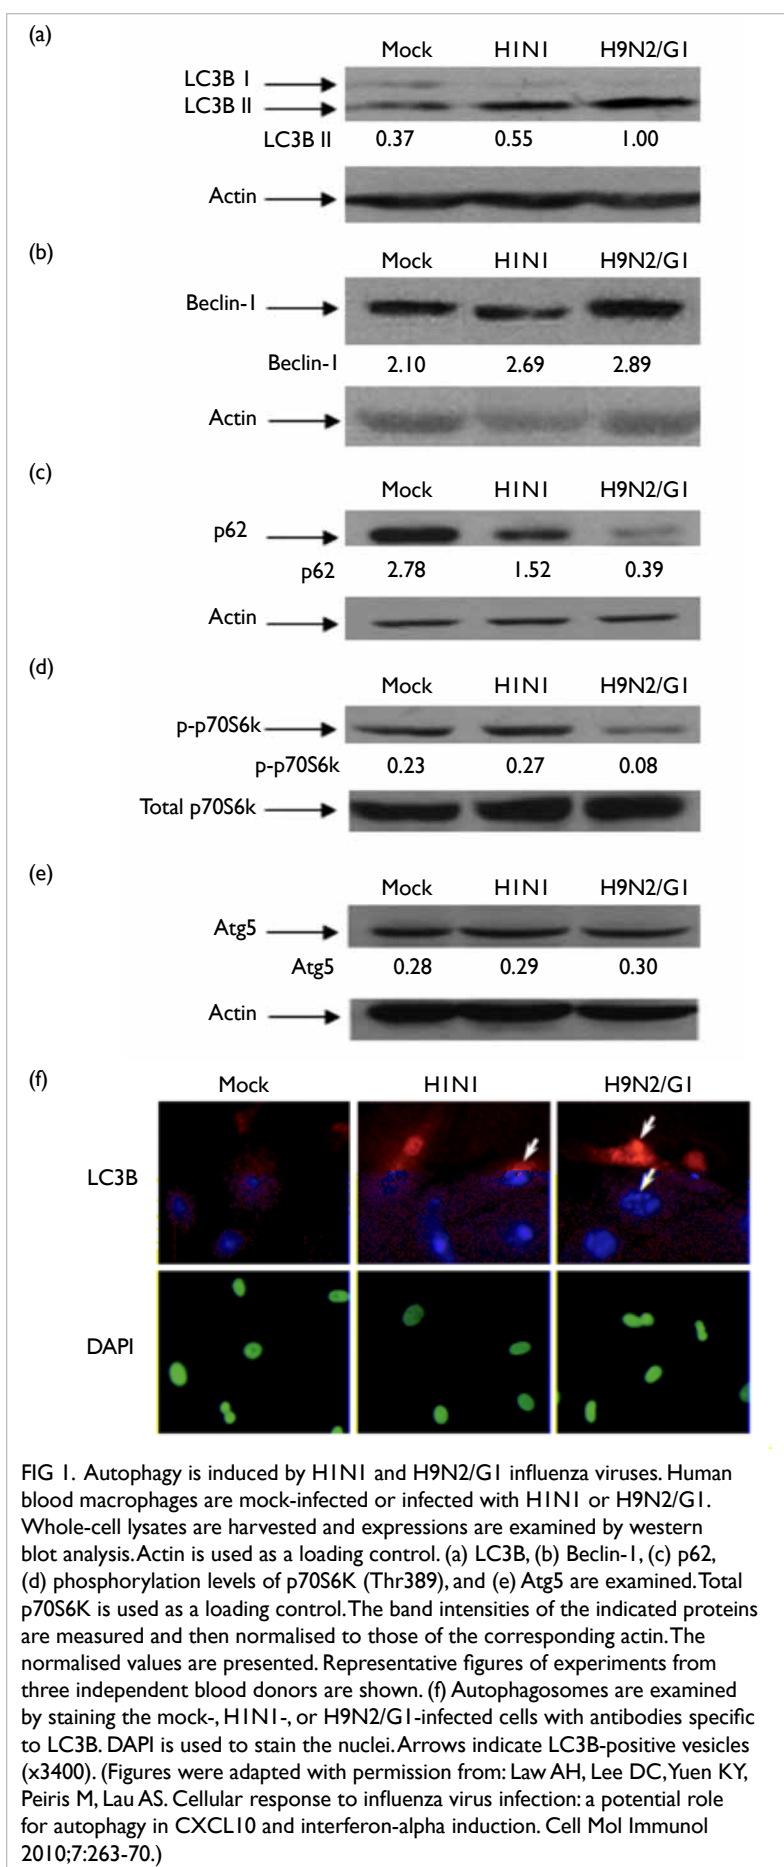 (a)
Mock H1N1 H9N2/G1
LC3B I
LC3B II
LC3B II 0.37 0.55 1.00
Actin
(b)
Mock H1N1 H9N2/G1
Beclin-1
Beclin-1 2.10 2.69 2.89
Actin
(c)
Mock H1N1 H9N2/G1
p62
p62 2.78 1.52 0.39
Actin
(d)
Mock H1N1 H9N2/G1
p-p70S6k
p-p70S6k 0.23 0.27 0.08
Total p70S6k
(e)
Mock H1N1 H9N2/G1
Atg5
Atg5 0.28 0.29 0.30
Actin
(f)
Mock H1N1 H9N2/G1
LC3B
DAPI
FIG 1. Autophagy is induced by H1N1 and H9N2/G1 influenza viruses. Human
blood macrophages are mock-infected or infected with H1N1 or H9N2/G1.
Whole-cell lysates are harvested and expressions are examined by western
blot analysis. Actin is used as a loading control. (a) LC3B, (b) Beclin-1, (c) p62,
(d) phosphorylation levels of p70S6K (Thr389), and (e) Atg5 are examined. Total
p70S6K is used as a loading control. The band intensities of the indicated proteins
are measured and then normalised to those of the corresponding actin. The
normalised values are presented. Representative figures of experiments from
three independent blood donors are shown. (f) Autophagosomes are examined
by staining the mock-, H1N1-, or H9N2/G1-infected cells with antibodies specific
to LC3B. DAPI is used to stain the nuclei. Arrows indicate LC3B-positive vesicles
(x3400). (Figures were adapted with permission from: Law AH, Lee DC, Yuen KY,
Peiris M, Lau AS. Cellular response to influenza virus infection: a potential role
for autophagy in CXCL10 and interferon-alpha induction. Cell Mol Immunol
2010;7:263-70.)